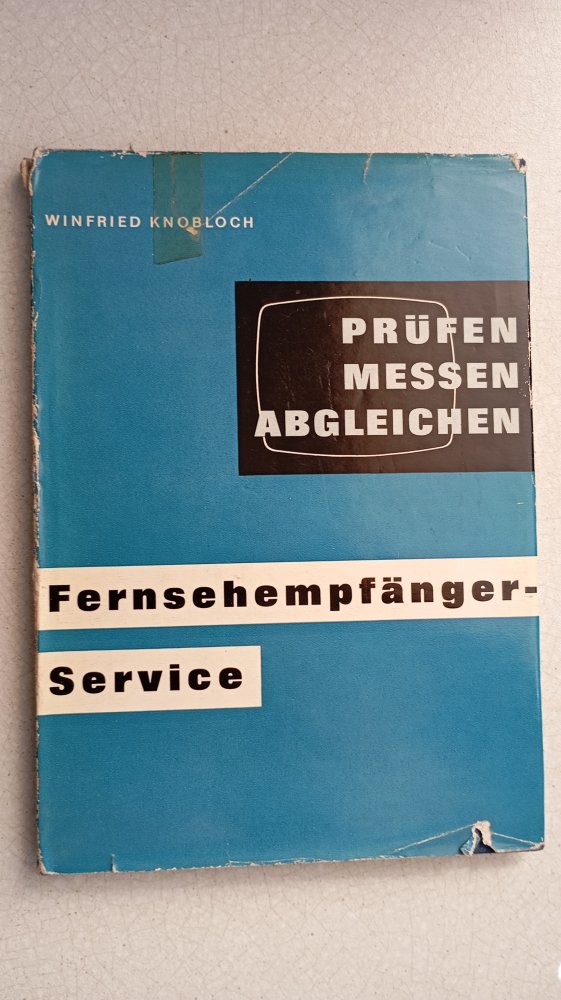 WINFRIED KNOBLOCH
PRÜFEN
MESSEN
ABGLEICHEN
Fernsehempfänger-
Service